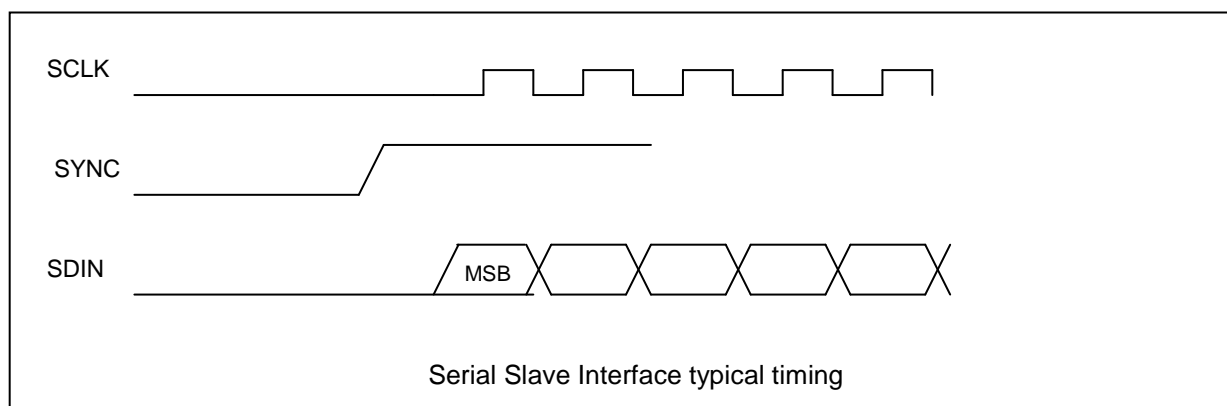 SCLK
SYNC
SDIN
MSB
Serial Slave Interface typical timing